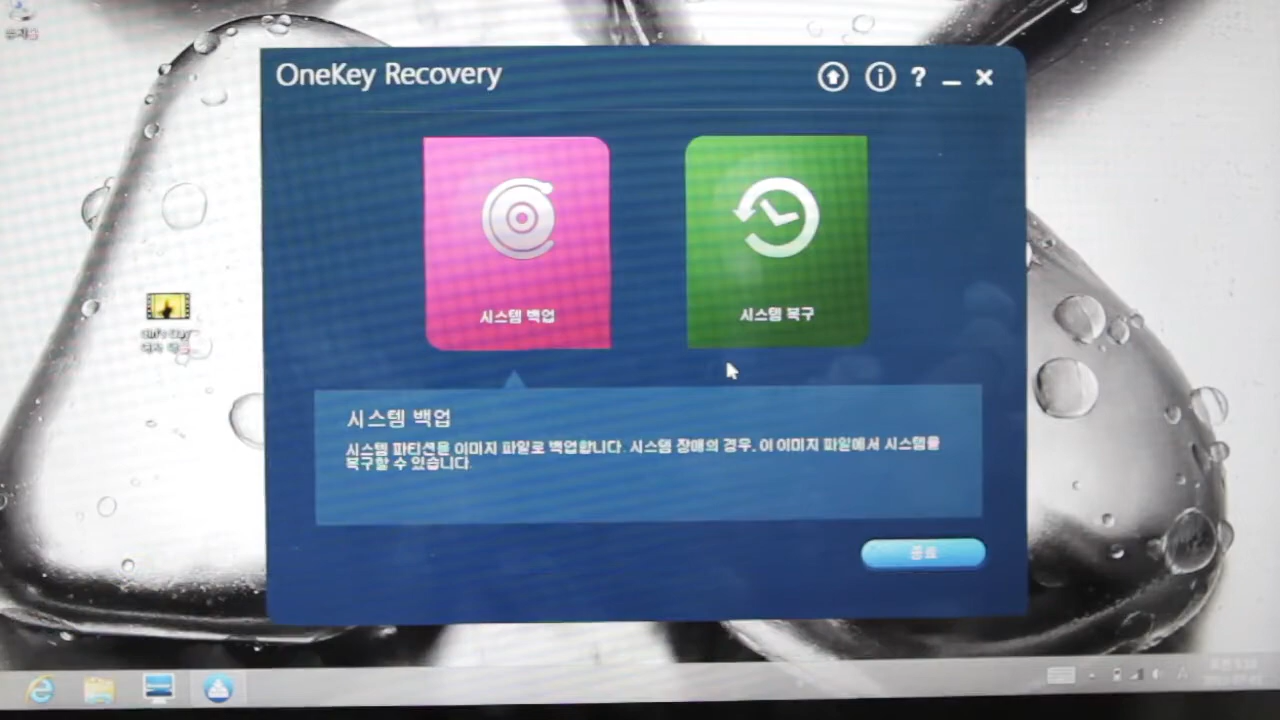 OneKey Recovery
?
시스템 백업
시스템 복구
시스템 백업
시스템 파티션을 이미지 파일로 백업합니다. 시스템 장애의 경우, 이 이미지 파일에서 시스템을
복구할 수 있습니다.
종료